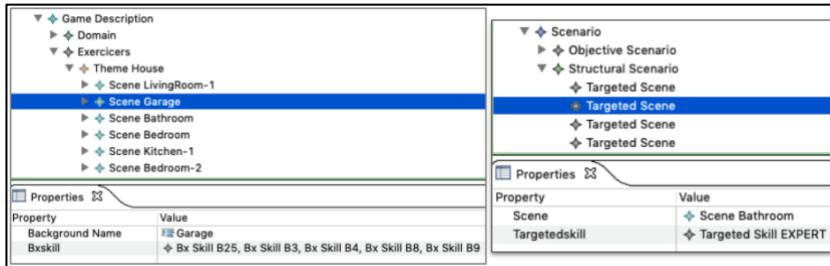 Game Description
Domain
Exercicers
Theme House
Scene LivingRoom-1
Scene Garage
Scene Bathroom
Scene Bedroom
Scene Kitchen-1
Scene Bedroom-2
Properties
Property Value
Background Name Garage
Bxskill Bx Skill B25, Bx Skill B3, Bx Skill B4, Bx Skill B8, Bx Skill B9
Scenario
Objective Scenario
Structural Scenario
Targeted Scene
Targeted Scene
Targeted Scene
Targeted Scene
Properties
Property Value
Scene Scene Bathroom
Targetedskill Targeted Skill EXPERT